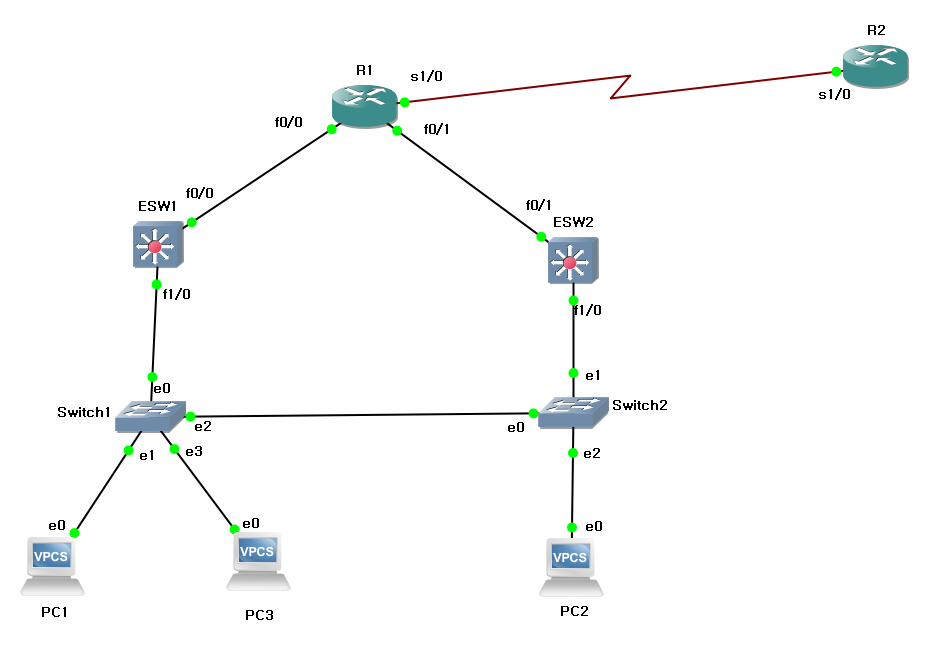 R2
R1
s1/0
s1/0
f0/0
f0/1
f0/0
f0/1
ESW1
ESW2
f1/0
f1/0
e0
e1
Switch1
Switch2
e2
e0
e1
e3
e2
e0
e0
e0
VPCS
VPCS
VPCS
PC1
PC3
PC2